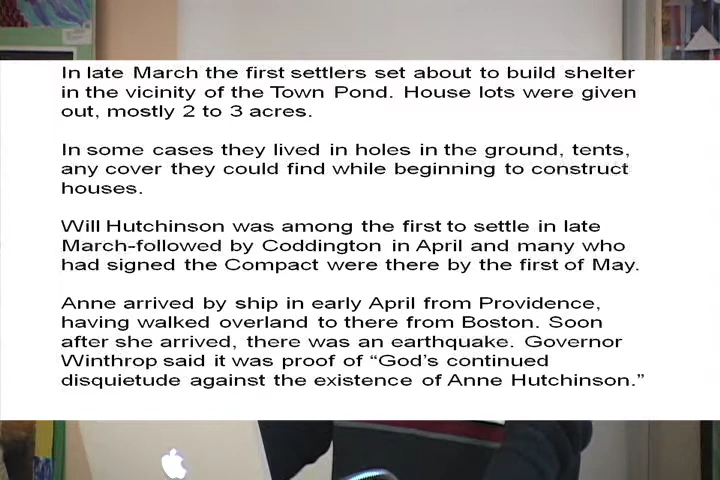 In late March the first settlers set about to build shelter
in the vicinity of the Town Pond. House lots were given
out, mostly 2 to 3 acres.
In some cases they lived in holes in the ground, tents,
any cover they could find while beginning to construct
houses.
Will Hutchinson was among the first to settle in late
March-followed by Coddington in April and many who
had signed the Compact were there by the first of May.
Anne arrived by ship in early April from Providence,
having walked overland to there from Boston. Soon
after she arrived, there was an earthquake. Governor
Winthrop said it was proof of “God’s continued
disquietude against the existence of Anne Hutchinson.”